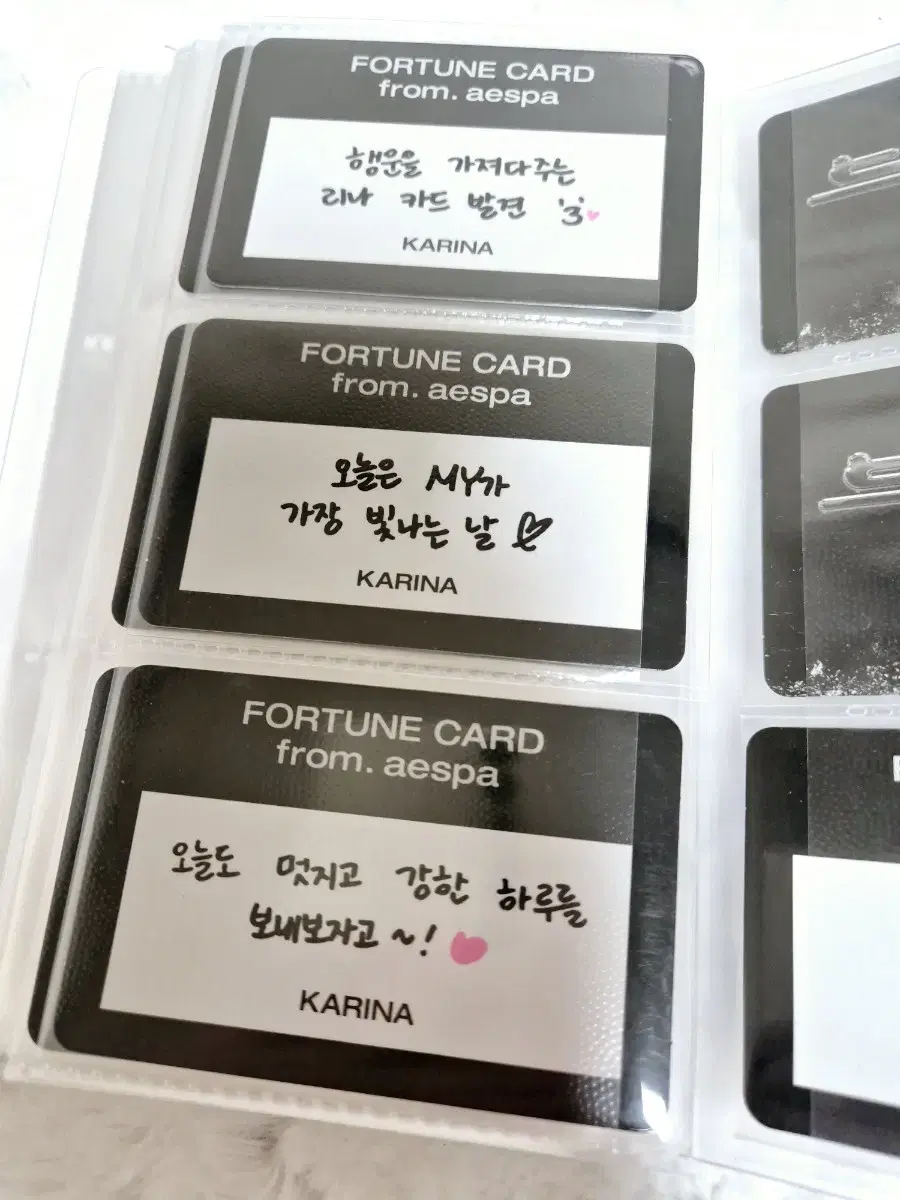 FORTUNE CARD
from. aespa
행운을 가져다주는
리나 카드 발견 '3'♥
KARINA
FORTUNE CARD
from. aespa
오늘은 MY가
가장 빛나는 날 ♡
KARINA
FORTUNE CARD
from. aespa
오늘도 멋지고 강한 하루를
보내보자고 ~! ♥
KARINA